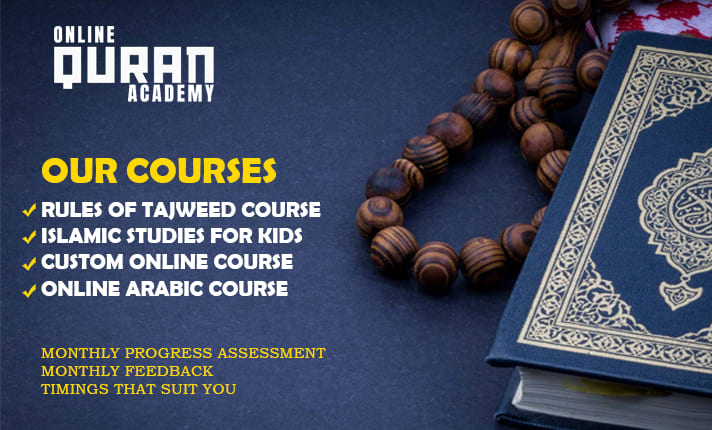 ONLINE
QURAN
ACADEMY
OUR COURSES
RULES OF TAJWEED COURSE
ISLAMIC STUDIES FOR KIDS
CUSTOM ONLINE COURSE
ONLINE ARABIC COURSE
MONTHLY PROGRESS ASSESSMENT
MONTHLY FEEDBACK
TIMINGS THAT SUIT YOU